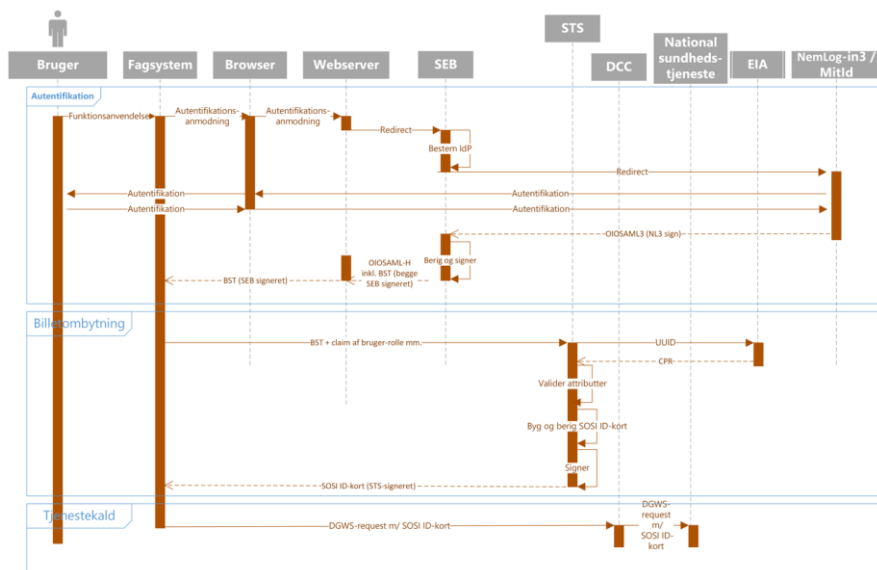 STS
National
sundheds-
tjeneste
Bruger
Fagsystem
Browser
Webserver
SEB
DCC
EIA
NemLog-in3 /
MitId
Autentifikation
Funktionsanvendelse
Autentifikations-
anmodning
Autentifikations-
anmodning
Redirect
Bestem IdP
Redirect
Autentifikation
Autentifikation
Autentifikation
Autentifikation
OIOSAML3 (NL3 sign)
Berig og signer
OIOSAML-H
inkl. BST (begge
SEB signeret)
BST (SEB signeret)
Billetombytning
BST + claim af bruger-rolle mm.
UUID
CPR
Valider attributter
Byg og berig SOSI ID-kort
Signer
SOSI ID-kort (STS-signeret)
Tjenestekald
DGWS-request m/ SOSI ID-kort
DGWS-
request
m/
SOSI ID-
kort